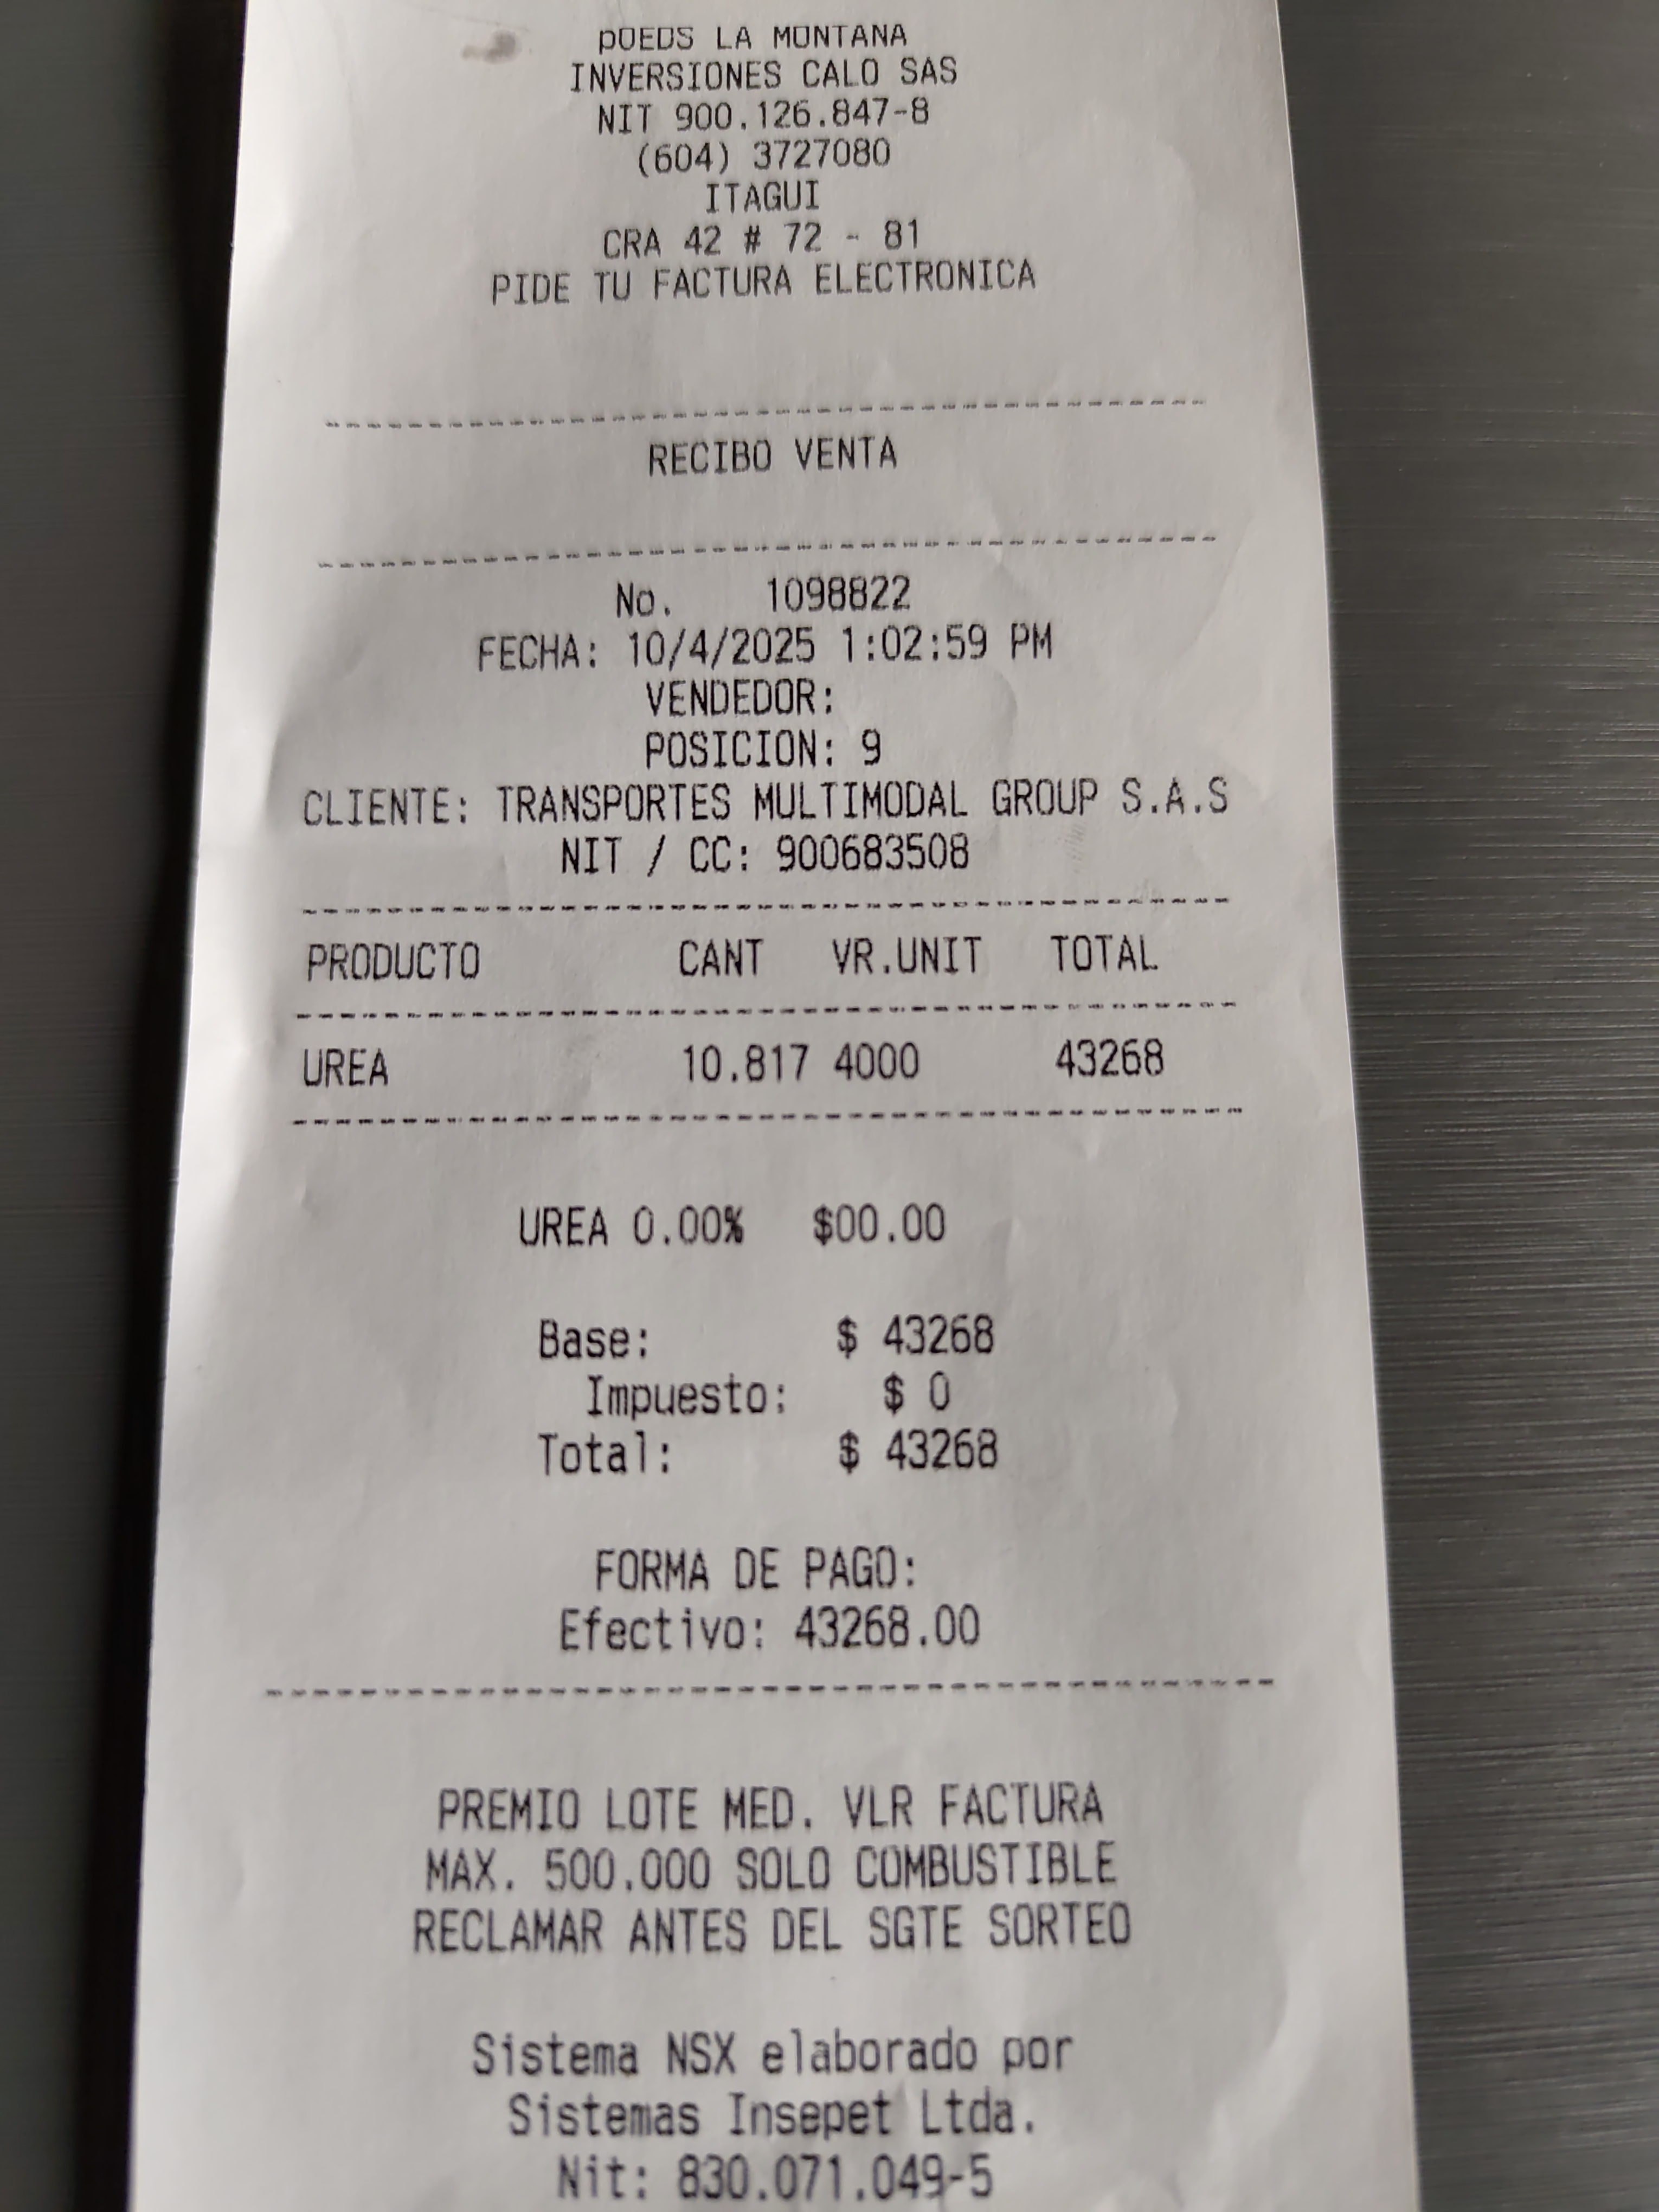 pOEDS LA MONTANA
INVERSIONES CALO SAS
NIT 900.126.847-8
(604) 3727080
ITAGUI
CRA 42 # 72 - 81
PIDE TU FACTURA ELECTRONICA
RECIBO VENTA
No. 1098822
FECHA: 10/4/2025 1:02:59 PM
VENDEDOR:
POSICION: 9
CLIENTE: TRANSPORTES MULTIMODAL GROUP S.A.S
NIT / CC: 900683508
PRODUCTO CANT VR.UNIT TOTAL
UREA 10.817 4000 43268
UREA 0.00% $00.00
Base: $ 43268
Impuesto: $ 0
Total: $ 43268
FORMA DE PAGO:
Efectivo: 43268.00
PREMIO LOTE MED. VLR FACTURA
MAX. 500.000 SOLO COMBUSTIBLE
RECLAMAR ANTES DEL SGTE SORTEO
Sistema NSX elaborado por
Sistemas Insepet Ltda.
Nit: 830.071.049-5